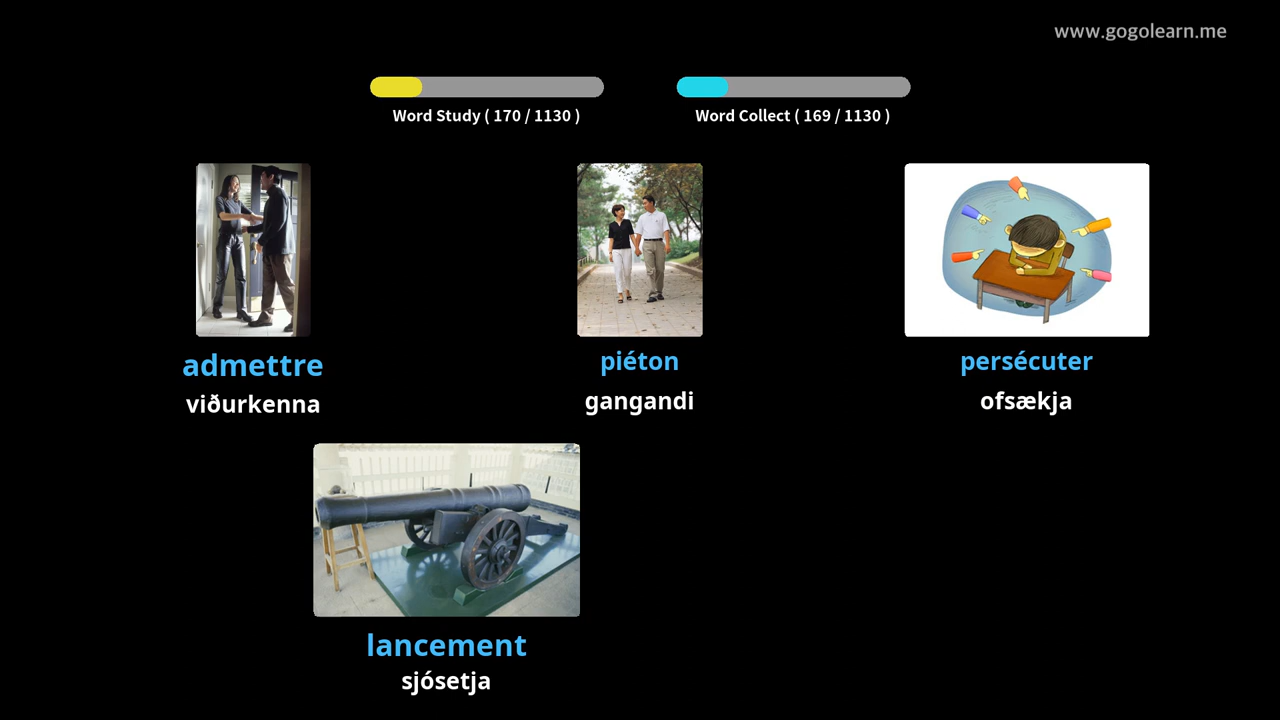 www.gogolearn.me
Word Study ( 170 / 1130 )
Word Collect ( 169 / 1130 )
admettre
viðurkenna
piéton
gangandi
persécuter
ofsækja
lancement
sjósetja